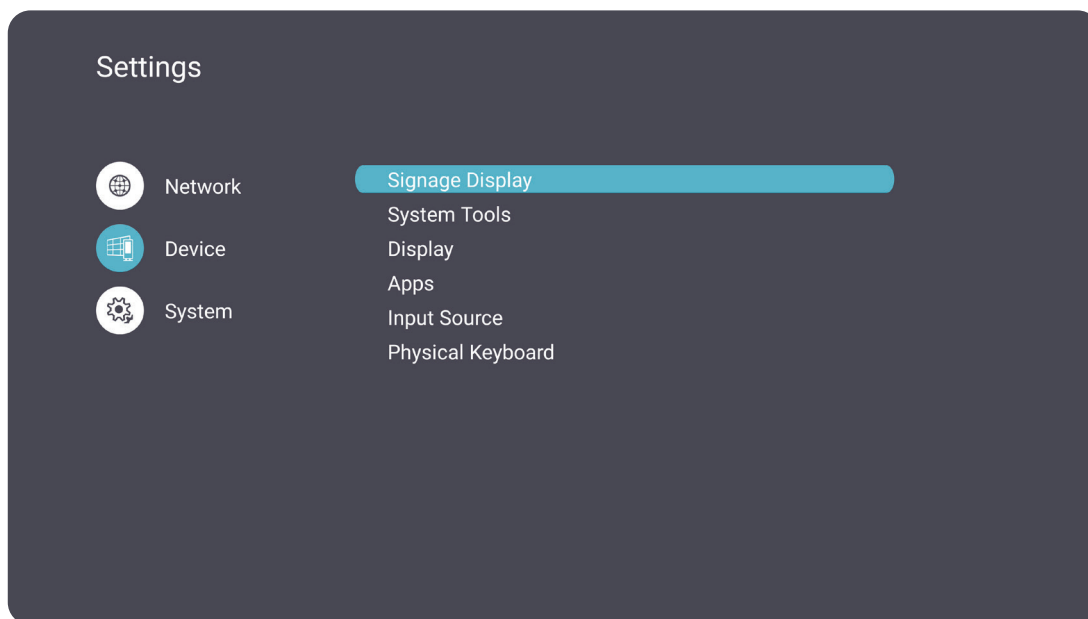 Settings
Network
Device
System
Signage Display
System Tools
Display
Apps
Input Source
Physical Keyboard